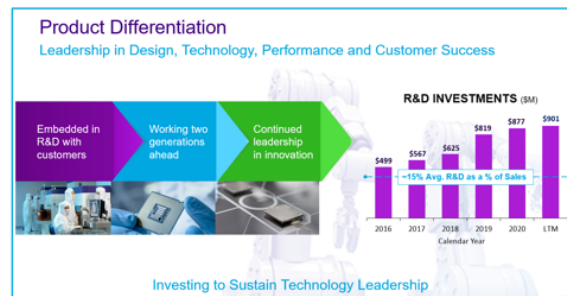 Product Differentiation
Leadership in Design, Technology, Performance and Customer Success
Embedded in
R&D with
customers
Working two
generations
ahead
Continued
leadership
in innovation
R&D INVESTMENTS ($M)
$499
$567
$625
$819
$877
$901
~15% Avg. R&D as a % of Sales
2016
2017
2018
2019
2020
LTM
Calendar Year
Investing to Sustain Technology Leadership